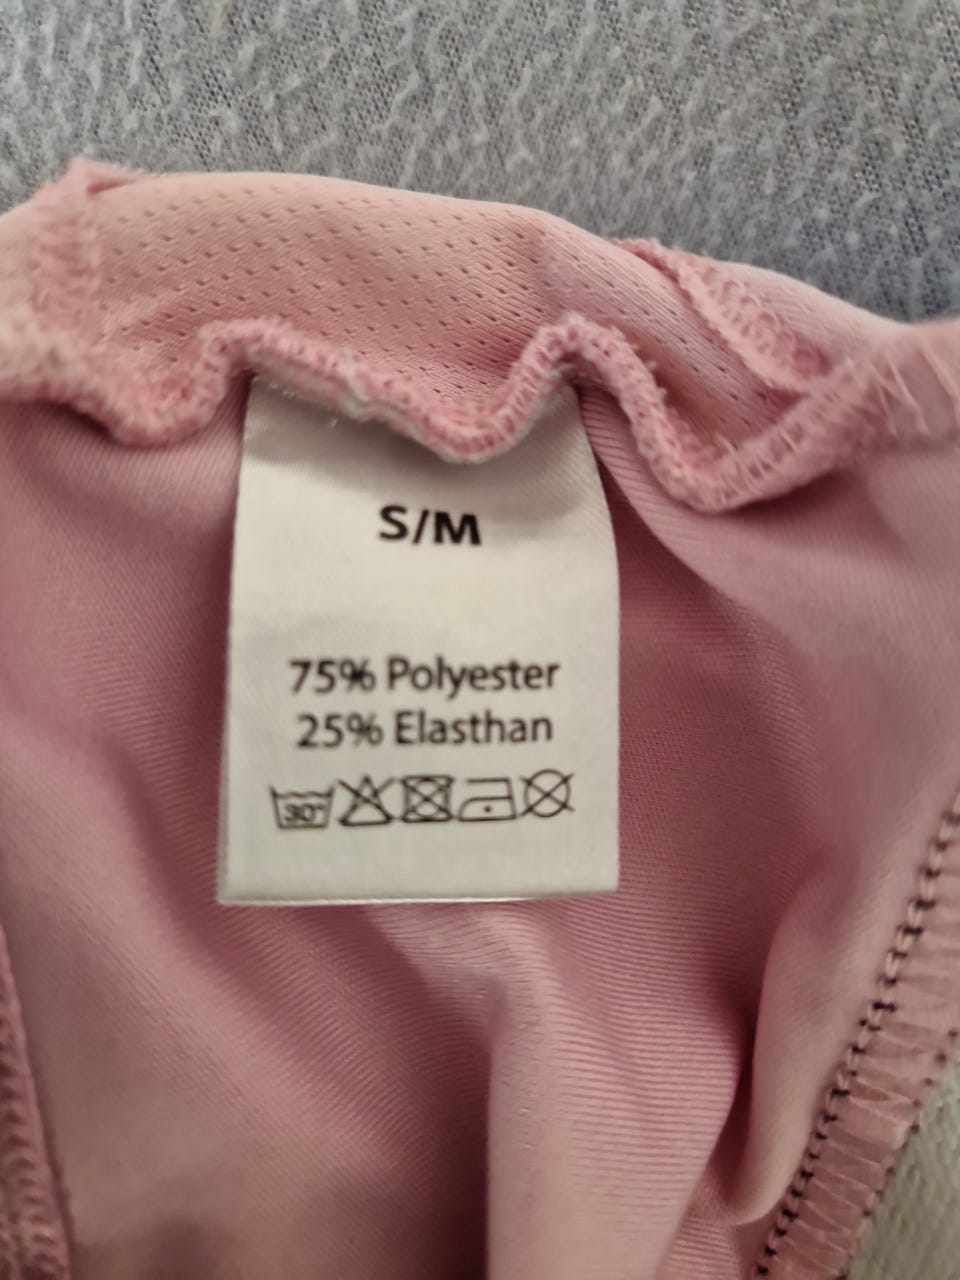 S/M
75% Polyester
25% Elasthan
30°